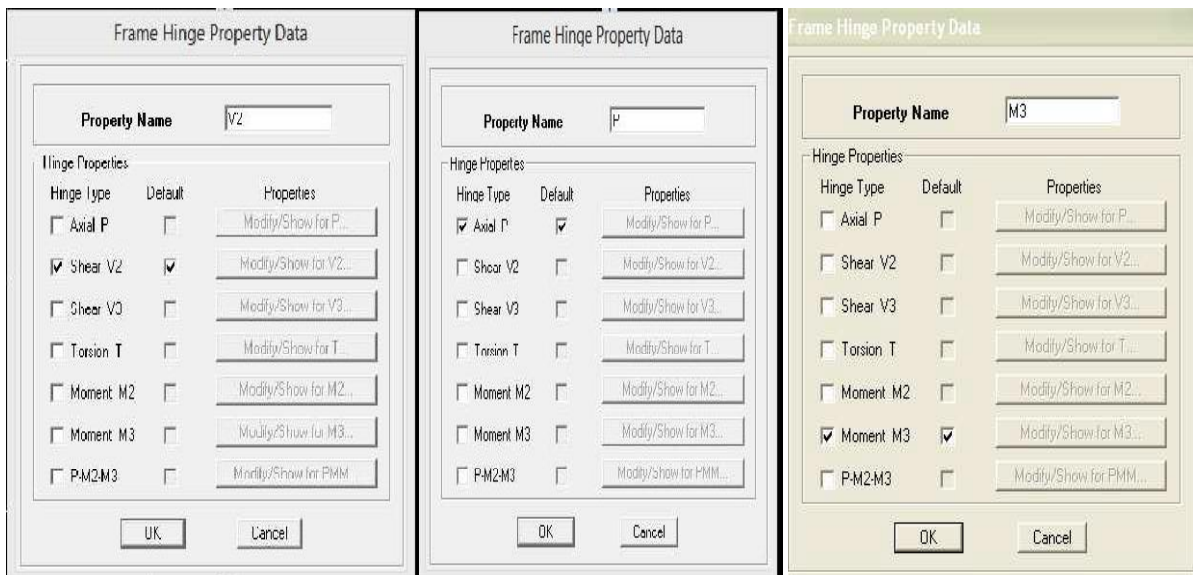 Frame Hinge Property Data
Property Name V2
Hinge Properties
Hinge Type Default Properties
Axial P Modify/Show for P...
Shear V2 Modify/Show for V2...
Shear V3 Modify/Show for V3...
Torsion T Modify/Show for T...
Moment M2 Modify/Show for M2...
Moment M3 Modify/Show for M3...
P-M2-M3 Modify/Show for PMM
OK Cancel
Frame Hinge Property Data
Property Name P
Hinge Properties
Hinge Type Default Properties
Axial P Modify/Show for P...
Shear V2 Modify/Show for V2...
Shear V3 Modify/Show for V3...
Torsion T Modify/Show for T...
Moment M2 Modify/Show for M2...
Moment M3 Modify/Show for M3...
P-M2-M3 Modify/Show for PMM...
OK Cancel
Frame Hinge Property Data
Property Name M3
Hinge Properties
Hinge Type Default Properties
Axial P Modify/Show for P...
Shear V2 Modify/Show for V2...
Shear V3 Modify/Show for V3...
Torsion T Modify/Show for T...
Moment M2 Modify/Show for M2...
Moment M3 Modify/Show for M3...
P-M2-M3 Modify/Show for PMM...
OK Cancel